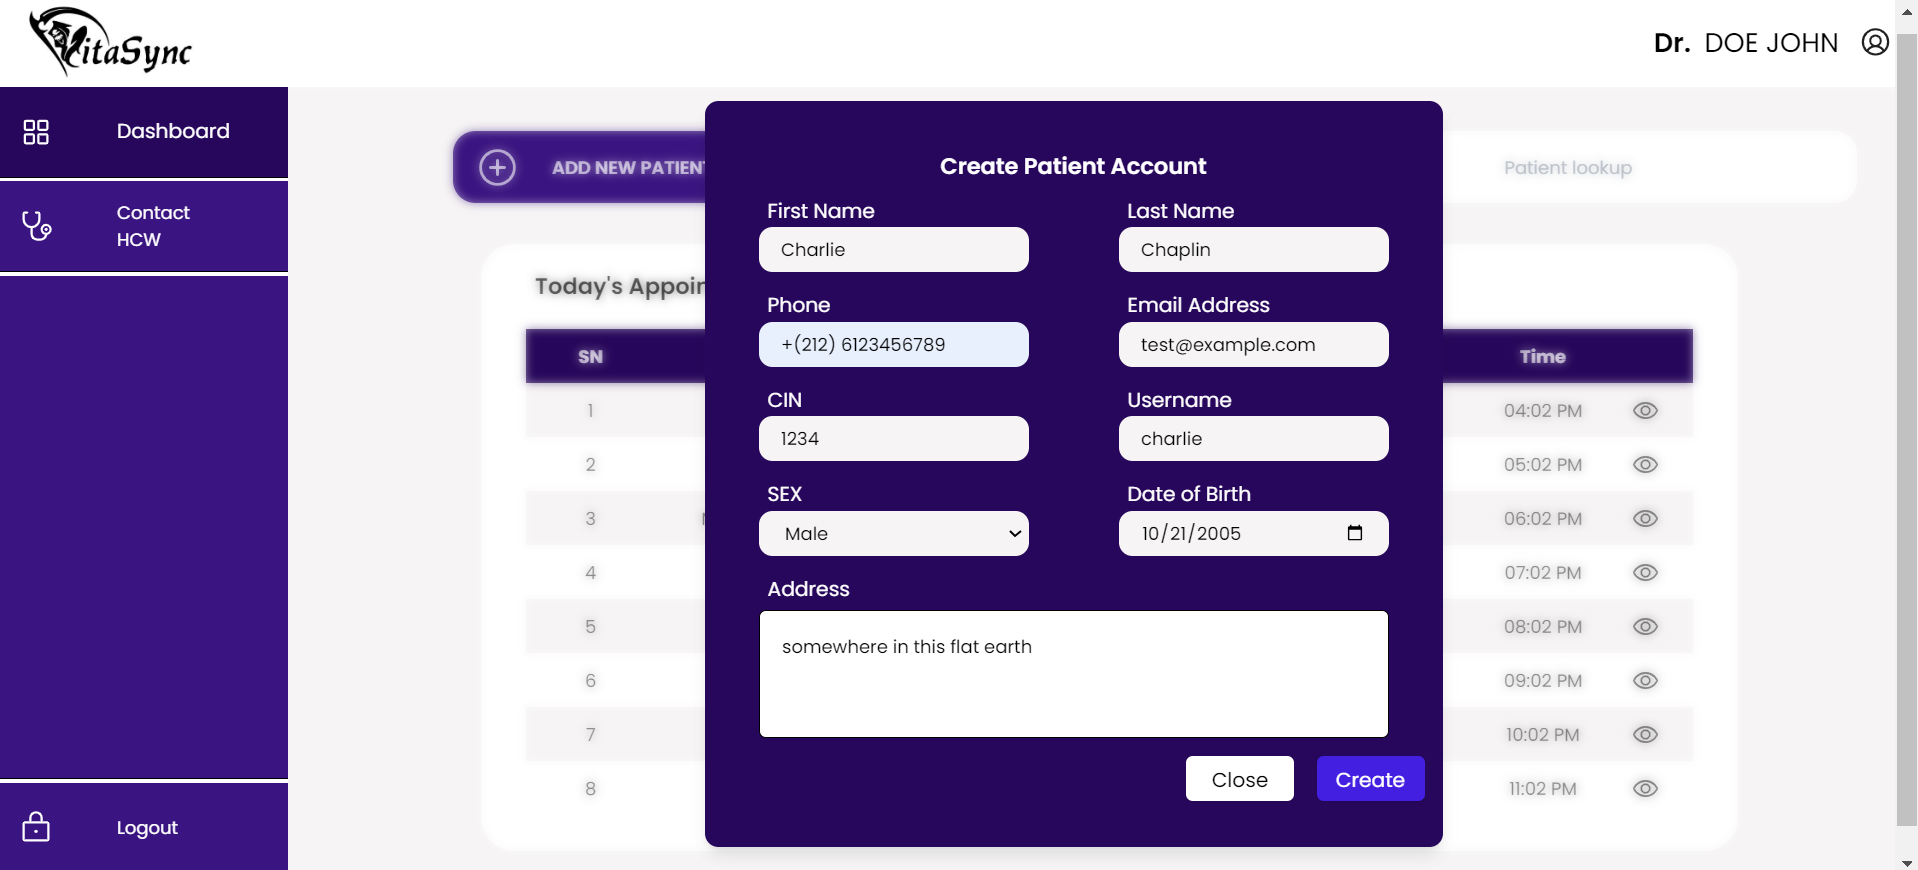 VitaSync
Dr. DOE JOHN
Dashboard
Contact
HCW
Logout
ADD NEW PATIENT
Patient lookup
Today's
SN
Time
1
04:02 PM
2
05:02 PM
3
06:02 PM
4
07:02 PM
5
08:02 PM
6
09:02 PM
7
10:02 PM
8
11:02 PM
Create Patient Account
First Name
Last Name
Charlie
Chaplin
Phone
Email Address
+(212) 6123456789
test@example.com
CIN
Username
1234
charlie
SEX
Date of Birth
Male
10/21/2005
Address
somewhere in this flat earth
Close
Create